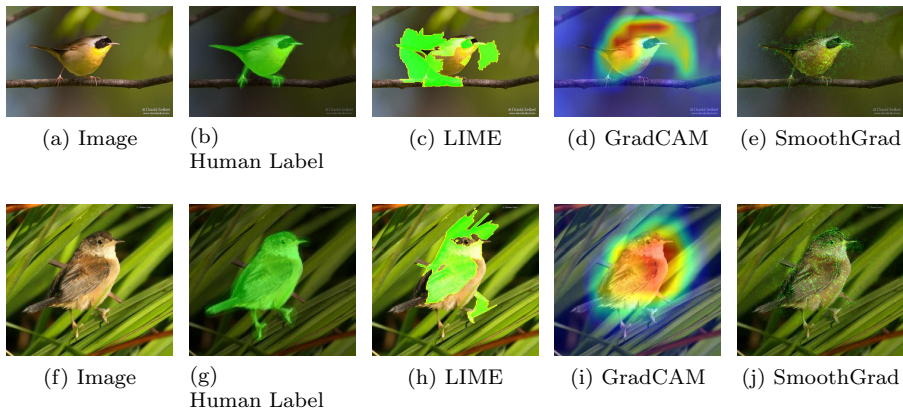 (a) Image
(b)
Human Label
(c) LIME
(d) GradCAM
(e) SmoothGrad
(f) Image
(g)
Human Label
(h) LIME
(i) GradCAM
(j) SmoothGrad